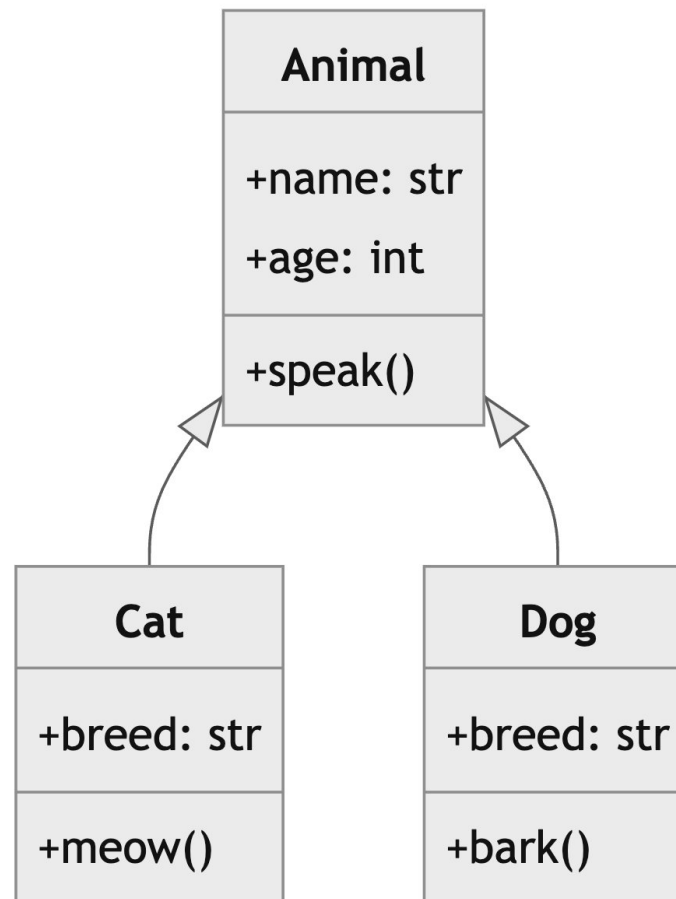 Animal
+name: str
+age: int
+speak()
Cat
+breed: str
+meow()
Dog
+breed: str
+bark()